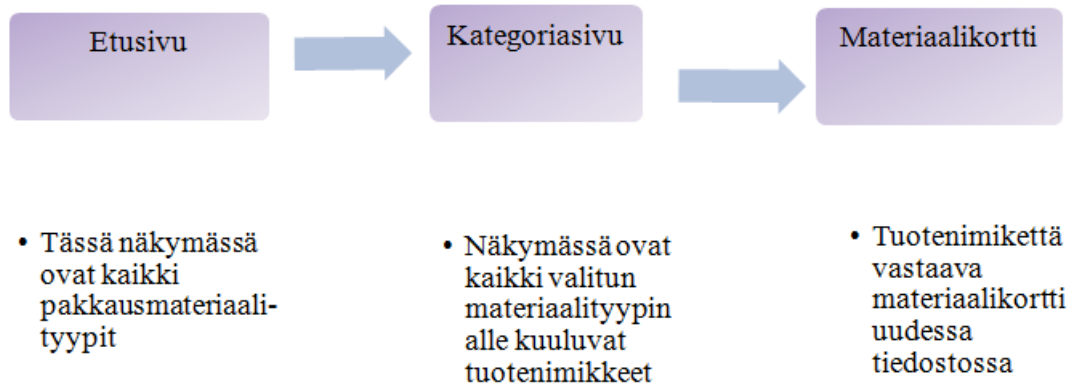 Etusivu
Kategoriasivu
Materiaalikortti
• Tässä näkymässä
ovat kaikki
pakkausmateriaali-
tyypit
• Näkymässä ovat
kaikki valitun
materiaalityypin
alle kuuluvat
tuotenimikkeet
• Tuotenimikettä
vastaava
materiaalikortti
uudessa
tiedostossa